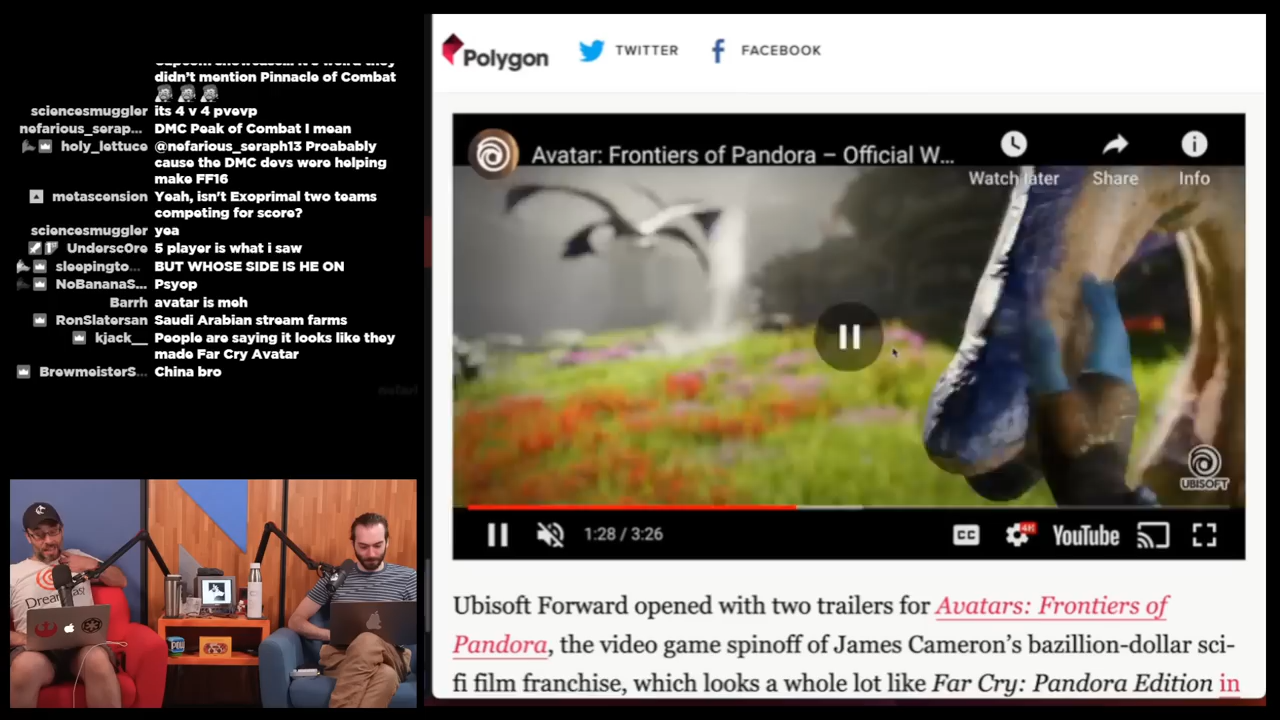 didn't mention Pinnacle of Combat
sciencesmuggler its 4 v 4 pvevp
nefarious_serap... DMC Peak of Combat I mean
holy_lettuce @nefarious_seraph13 Proabably
cause the DMC devs were helping
make FF16
metascension Yeah, isn't Exoprimal two teams
competing for score?
sciencesmuggler yea
Undersc0re 5 player is what i saw
sleepingto... BUT WHOSE SIDE IS HE ON
NoBananaS... Psyop
Barrh avatar is meh
RonSlatersan Saudi Arabian stream farms
kjack__ People are saying it looks like they
made Far Cry Avatar
BrewmeisterS... China bro
Polygon TWITTER FACEBOOK
Avatar: Frontiers of Pandora – Official W...
Watch later Share Info
UBISOFT
1:28 / 3:26 CC 4K YouTube
Ubisoft Forward opened with two trailers for Avatars: Frontiers of
Pandora, the video game spinoff of James Cameron's bazillion-dollar sci-
fi film franchise, which looks a whole lot like Far Cry: Pandora Edition in